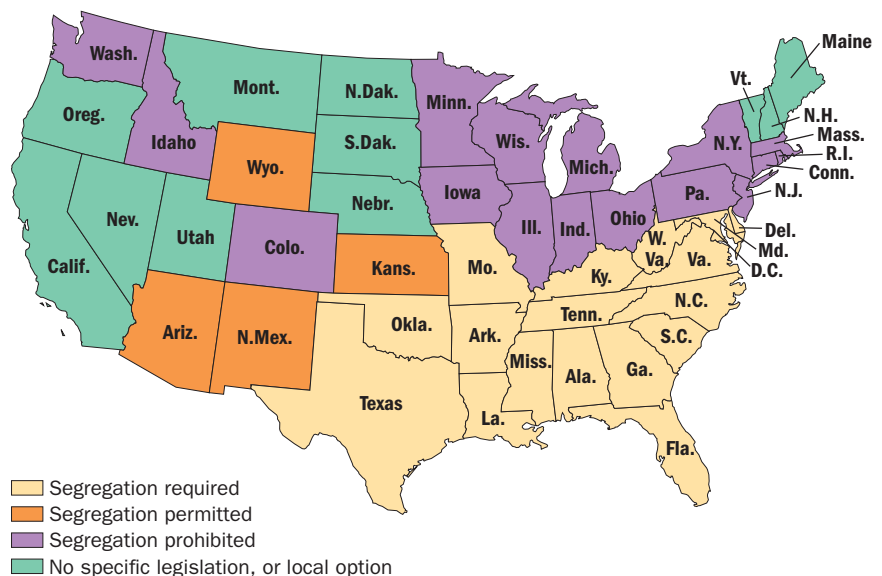 Wash.
Mont.
N.Dak.
Minn.
Oreg.
Idaho
Wyo.
S.Dak.
Wis.
Mich.
N.Y.
Vt.
Maine
N.H.
Mass.
R.I.
Conn.
N.J.
Nev.
Utah
Colo.
Nebr.
Iowa
Ill.
Ind.
Ohio
Pa.
Del.
Md.
D.C.
Calif.
Kans.
Mo.
Ky.
W.
Va.
Va.
Ariz.
N.Mex.
Okla.
Ark.
Tenn.
N.C.
S.C.
Texas
La.
Miss.
Ala.
Ga.
Fla.
Segregation required
Segregation permitted
Segregation prohibited
No specific legislation, or local option